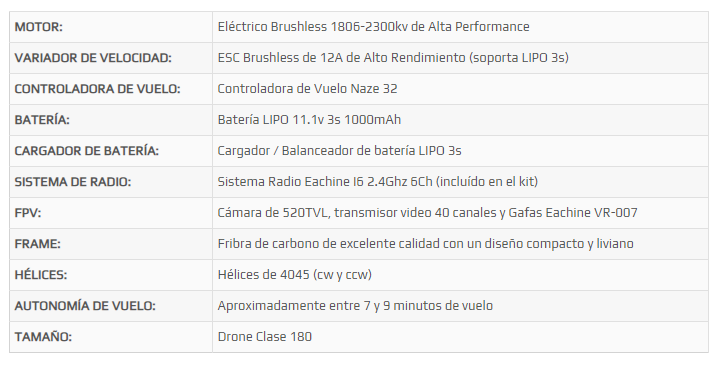 MOTOR: Eléctrico Brushless 1806-2300kv de Alta Performance
VARIADOR DE VELOCIDAD: ESC Brushless de 12A de Alto Rendimiento (soporta LIPO 3s)
CONTROLADORA DE VUELO: Controladora de Vuelo Naze 32
BATERÍA: Batería LIPO 11.1v 3s 1000mAh
CARGADOR DE BATERÍA: Cargador / Balanceador de batería LIPO 3s
SISTEMA DE RADIO: Sistema Radio Eachine I6 2.4Ghz 6Ch (incluído en el kit)
FPV: Cámara de 520TVL, transmisor video 40 canales y Gafas Eachine VR-007
FRAME: Fribra de carbono de excelente calidad con un diseño compacto y liviano
HÉLICES: Hélices de 4045 (cw y ccw)
AUTONOMÍA DE VUELO: Aproximadamente entre 7 y 9 minutos de vuelo
TAMAÑO: Drone Clase 180